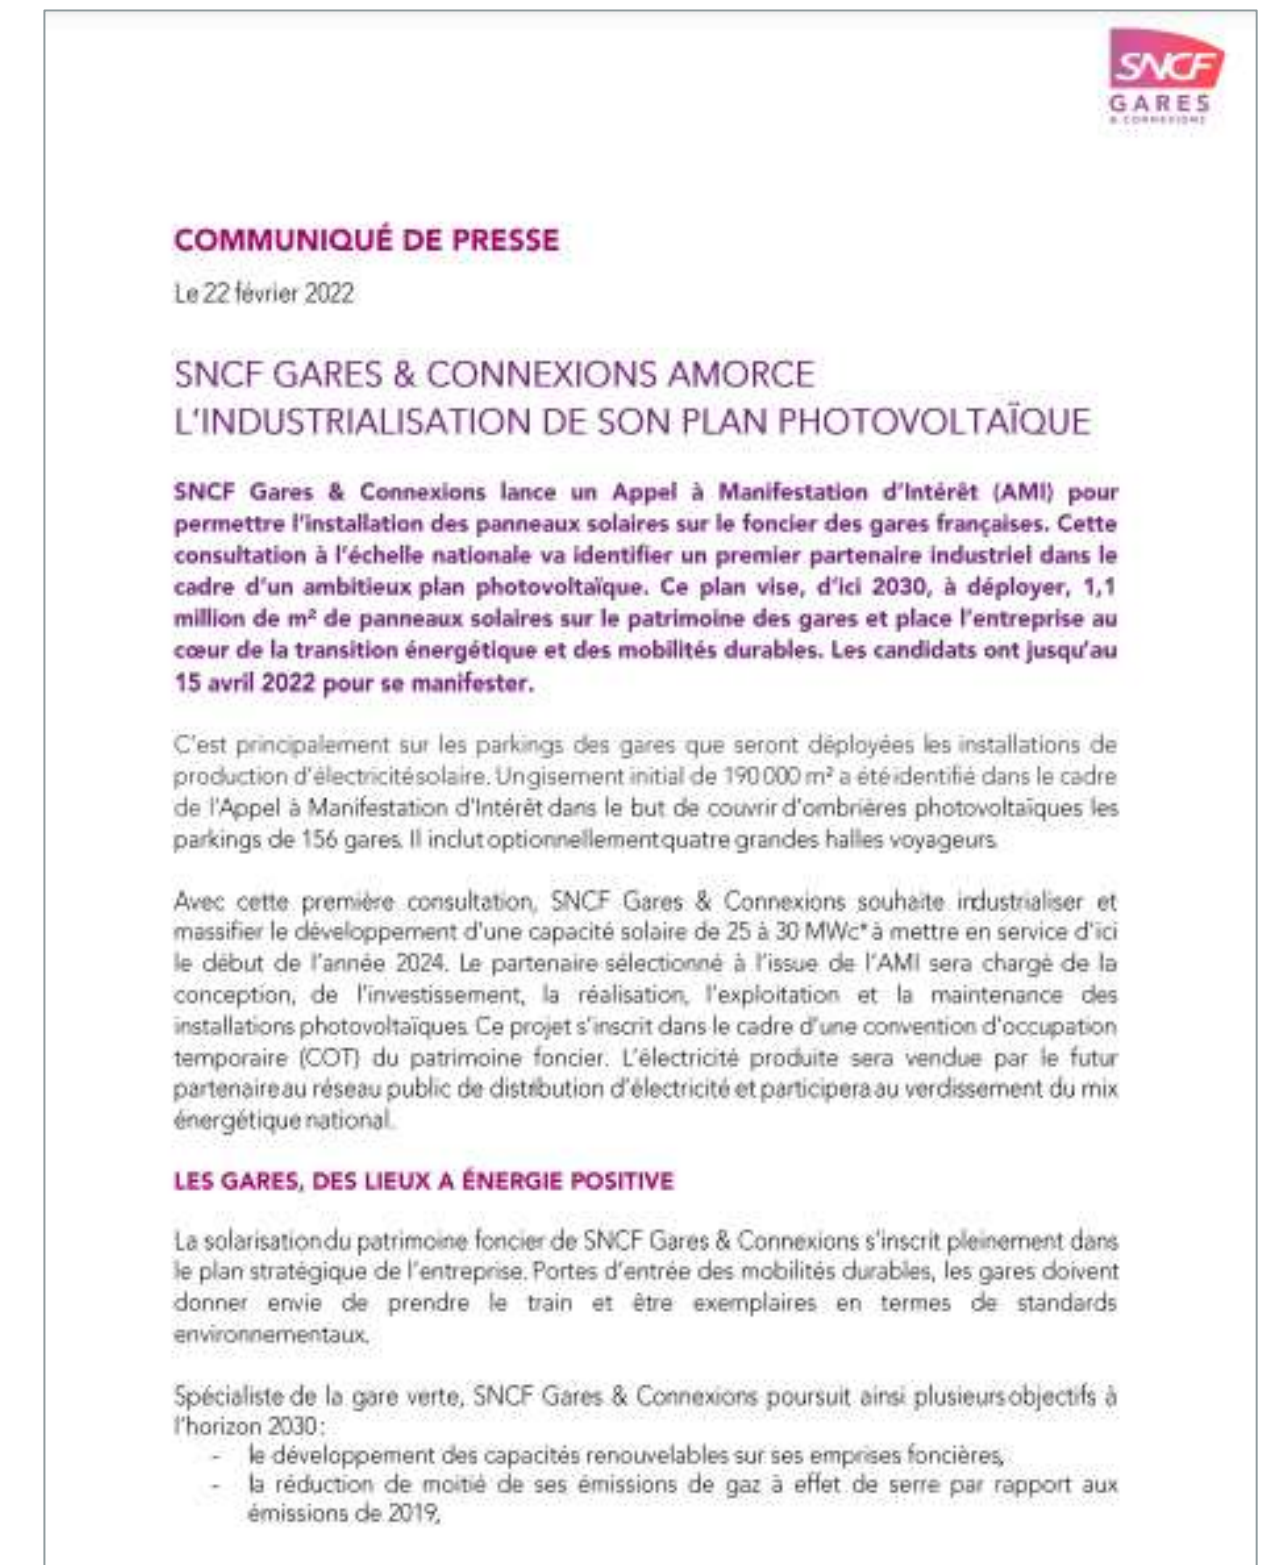 SNCF
GARES
& CONNEXIONS
COMMUNIQUÉ DE PRESSE
Le 22 février 2022
SNCF GARES & CONNEXIONS AMORCE
L'INDUSTRIALISATION DE SON PLAN PHOTOVOLTAÏQUE
SNCF Gares & Connexions lance un Appel à Manifestation d'Intérêt (AMI) pour
permettre l'installation des panneaux solaires sur le foncier des gares françaises. Cette
consultation à l'échelle nationale va identifier un premier partenaire industriel dans le
cadre d'un ambitieux plan photovoltaïque. Ce plan vise, d'ici 2030, à déployer, 1,1
million de m² de panneaux solaires sur le patrimoine des gares et place l'entreprise au
cœur de la transition énergétique et des mobilités durables. Les candidats ont jusqu'au
15 avril 2022 pour se manifester.
C'est principalement sur les parkings des gares que seront déployées les installations de
production d'électricité solaire. Un gisement initial de 190 000 m² a été identifié dans le cadre
de l'Appel à Manifestation d'Intérêt dans le but de couvrir d'ombrières photovoltaïques les
parkings de 156 gares. Il inclut optionnellement quatre grandes halles voyageurs.
Avec cette première consultation, SNCF Gares & Connexions souhaite industrialiser et
massifier le développement d'une capacité solaire de 25 à 30 MWc* à mettre en service d'ici
le début de l'année 2024. Le partenaire sélectionné à l'issue de l'AMI sera chargé de la
conception, de l'investissement, la réalisation, l'exploitation et la maintenance des
installations photovoltaïques. Ce projet s'inscrit dans le cadre d'une convention d'occupation
temporaire (COT) du patrimoine foncier. L'électricité produite sera vendue par le futur
partenaire au réseau public de distribution d'électricité et participera au verdissement du mix
énergétique national.
LES GARES, DES LIEUX A ÉNERGIE POSITIVE
La solarisation du patrimoine foncier de SNCF Gares & Connexions s'inscrit pleinement dans
le plan stratégique de l'entreprise. Portes d'entrée des mobilités durables, les gares doivent
donner envie de prendre le train et être exemplaires en termes de standards
environnementaux.
Spécialiste de la gare verte, SNCF Gares & Connexions poursuit ainsi plusieurs objectifs à
l'horizon 2030 :
- le développement des capacités renouvelables sur ses emprises foncières,
- la réduction de moitié de ses émissions de gaz à effet de serre par rapport aux
émissions de 2019,